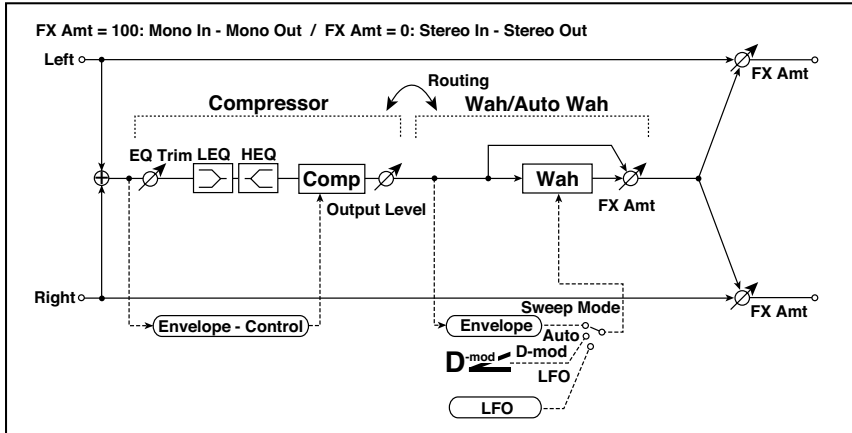 FX Amt = 100: Mono In - Mono Out / FX Amt = 0: Stereo In - Stereo Out
Left
FX Amt
Routing
Compressor
Wah/Auto Wah
EQ Trim
LEQ
HEQ
Comp
Output Level
Wah
FX Amt
Right
FX Amt
Envelope - Control
Sweep Mode
Envelope
Auto
D-mod
D-mod
LFO
LFO